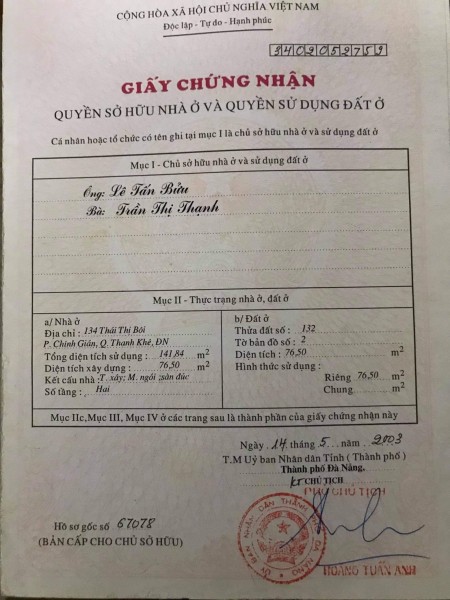 CỘNG HÒA XÃ HỘI CHỦ NGHĨA VIỆT NAM
Độc lập - Tự do - Hạnh phúc
3402052759
GIẤY CHỨNG NHẬN
QUYỀN SỞ HỮU NHÀ Ở VÀ QUYỀN SỬ DỤNG ĐẤT Ở
Cá nhân hoặc tổ chức có tên ghi tại mục I là chủ sở hữu nhà ở và sử dụng đất ở
Mục I - Chủ sở hữu nhà ở và sử dụng đất ở
Ông: Lê Tấn Bửu
Bà: Trần Thị Thạnh
Mục II - Thực trạng nhà ở, đất ở
a/ Nhà ở
Địa chỉ : 134 Thái Thị Bôi
P. Chính Gián, Q. Thanh Khê, ĐN
Tổng diện tích sử dụng : 141,84 m2
Diện tích xây dựng : 76,50 m2
Kết cấu nhà : T. xây; M. ngói ; sàn đúc
Số tầng : Hai
b/ Đất ở
Thửa đất số : 132
Tờ bản đồ số : 2
Diện tích : 76,50 m2
Hình thức sử dụng :
Riêng 76,50 m2
Chung m2
Mục IIc, Mục III, Mục IV ở các trang sau là thành phần của giấy chứng nhận này
Ngày 14 tháng 5 năm 2003
T.M Uỷ ban Nhân dân Tỉnh ( Thành phố )
Thành phố Đà Nẵng,
KT CHỦ TỊCH
PHÓ CHỦ TỊCH
Hồ sơ gốc số 67078
(BẢN CẤP CHO CHỦ SỞ HỮU)
ỦY BAN NHÂN DÂN THÀNH PHỐ ĐÀ NẴNG
HOÀNG TUẤN ANH